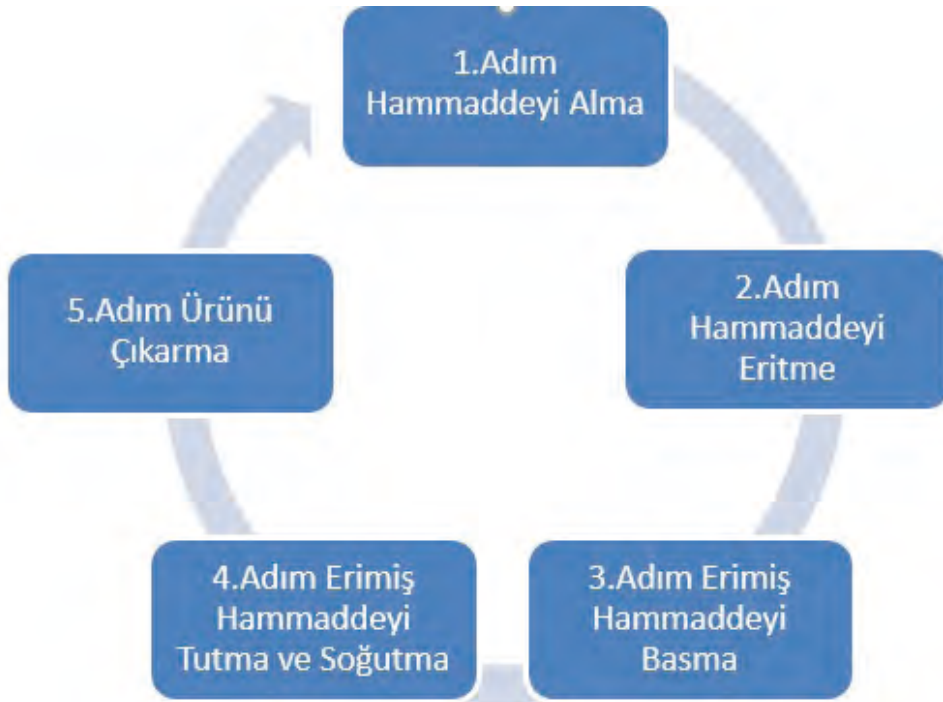 1.Adım
Hammaddeyi Alma
2.Adım
Hammaddeyi
Eritme
3.Adım Erimiş
Hammaddeyi
Basma
4.Adım Erimiş
Hammaddeyi
Tutma ve Soğutma
5.Adım Ürünü
Çıkarma